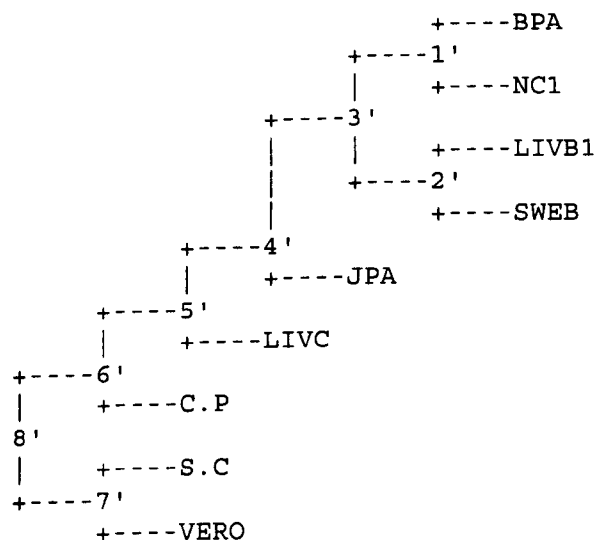 +----BPA
+----1'
| +----NC1
+----3'
| | +----LIVB1
| +----2'
| +----SWEB
+----4'
| +----JPA
+----5'
| +----LIVC
+----6'
| +----C.P
8'
| +----S.C
+----7'
+----VERO